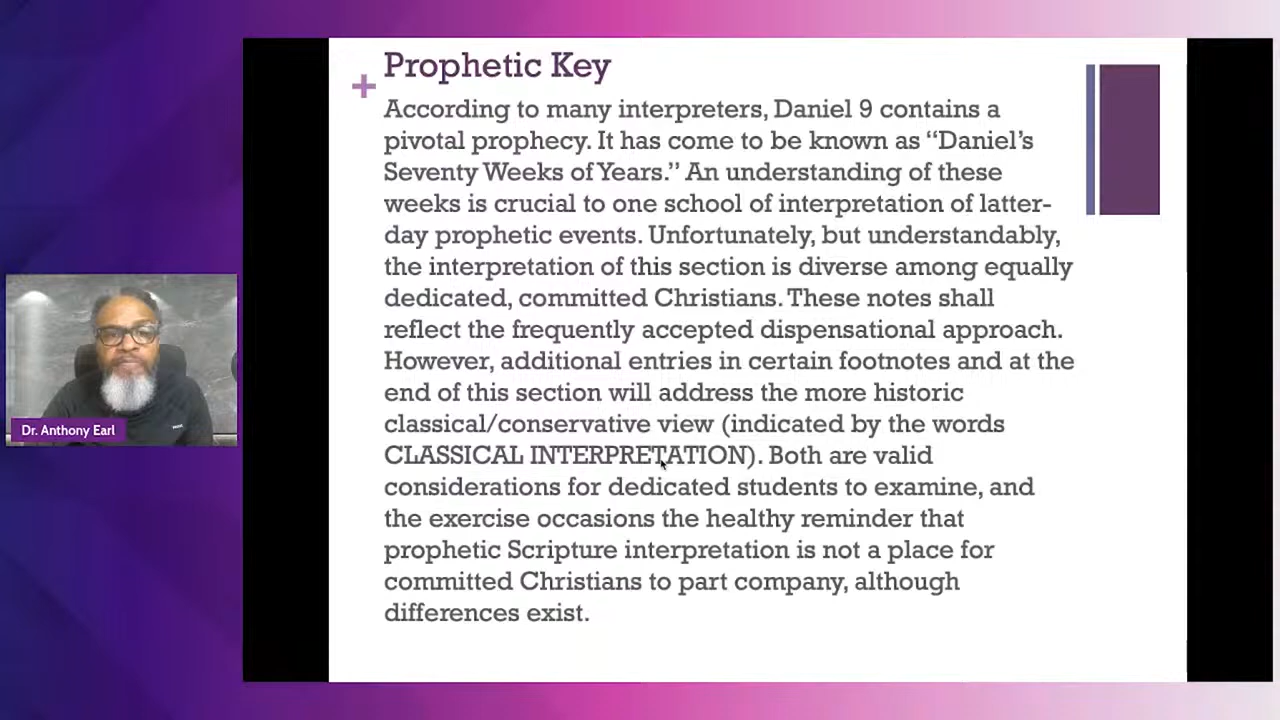 Prophetic Key
+
According to many interpreters, Daniel 9 contains a
pivotal prophecy. It has come to be known as “Daniel’s
Seventy Weeks of Years.” An understanding of these
weeks is crucial to one school of interpretation of latter-
day prophetic events. Unfortunately, but understandably,
the interpretation of this section is diverse among equally
dedicated, committed Christians. These notes shall
reflect the frequently accepted dispensational approach.
However, additional entries in certain footnotes and at the
end of this section will address the more historic
classical/conservative view (indicated by the words
CLASSICAL INTERPRETATION). Both are valid
considerations for dedicated students to examine, and
the exercise occasions the healthy reminder that
prophetic Scripture interpretation is not a place for
committed Christians to part company, although
differences exist.
Dr. Anthony Earl